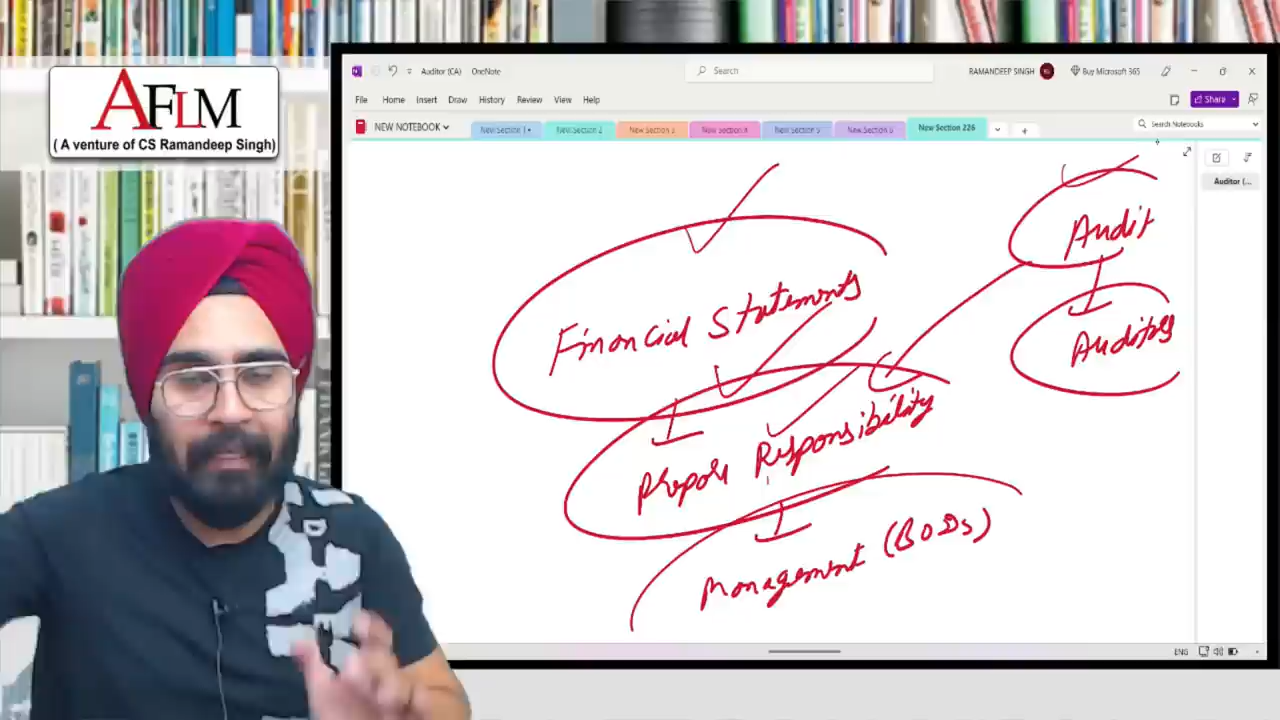 AFLM
( A venture of CS Ramandeep Singh)
Auditor (CA) OneNote
Search
RAMANDEEP SINGH
Buy Microsoft 365
File Home Insert Draw History Review View Help
Share
NEW NOTEBOOK
New Section 1
New Section 2
New Section 3
New Section 4
New Section 5
New Section 6
New Section 226
Search Notebooks
Auditor (...
Audit
Financial Statements
Prepare Responsibility
Management (BODs)
ENG